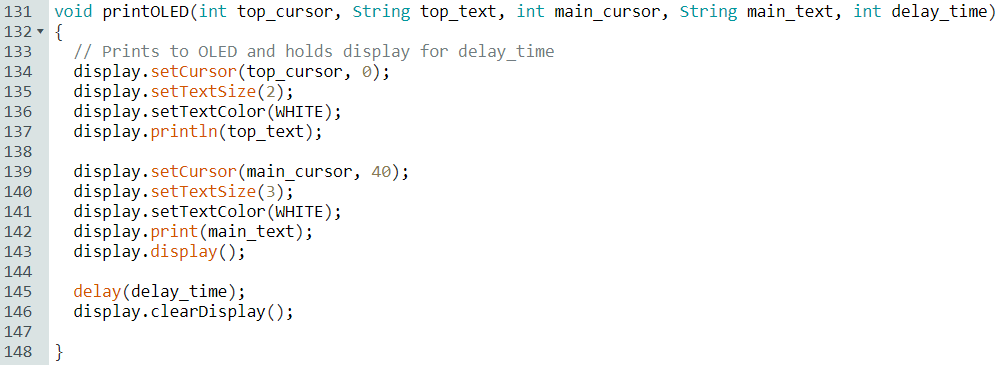 131 void printOLED(int top_cursor, String top_text, int main_cursor, String main_text, int delay_time)
132 {
133   // Prints to OLED and holds display for delay_time
134   display.setCursor(top_cursor, 0);
135   display.setTextSize(2);
136   display.setTextColor(WHITE);
137   display.println(top_text);
138
139   display.setCursor(main_cursor, 40);
140   display.setTextSize(3);
141   display.setTextColor(WHITE);
142   display.print(main_text);
143   display.display();
144
145   delay(delay_time);
146   display.clearDisplay();
147
148 }